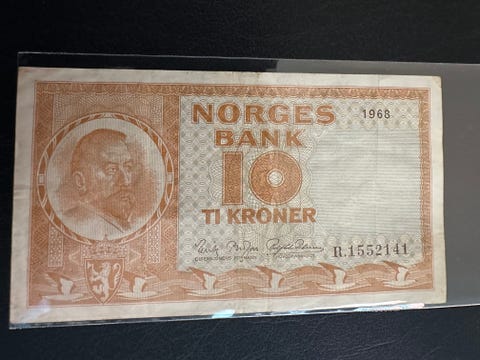 NORGES
1968
BANK
10
TI KRONER
R.1552141